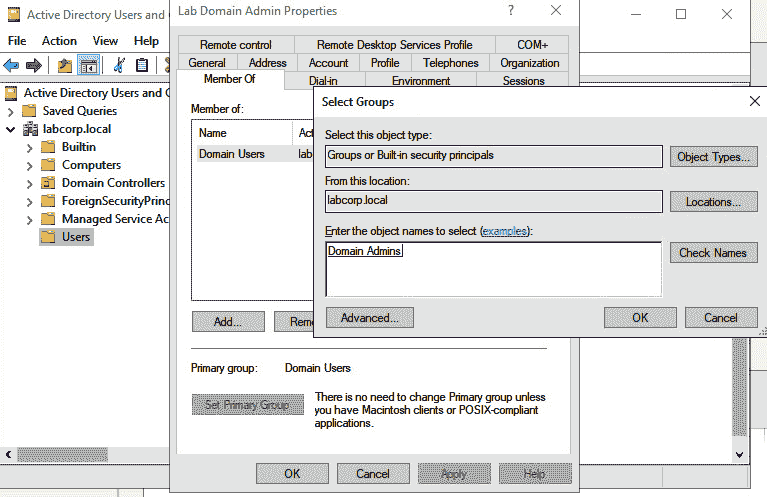 Active Directory Users and
File Action View Help
Active Directory Users and
Saved Queries
labcorp.local
Builtin
Computers
Domain Controllers
ForeignSecurityPrinc
Managed Service Ac
Users
Lab Domain Admin Properties
Remote control Remote Desktop Services Profile COM+
General Address Account Profile Telephones Organization
Member Of Dial-in Environment Sessions
Member of:
Name
Domain Users lab
Add... Remo
Primary group: Domain Users
Set Primary Group
There is no need to change Primary group unless
you have Macintosh clients or POSIX-compliant
applications.
OK Cancel Apply Help
Select Groups
Select this object type:
Groups or Built-in security principals Object Types...
From this location:
labcorp.local Locations...
Enter the object names to select (examples):
Domain Admins Check Names
Advanced... OK Cancel